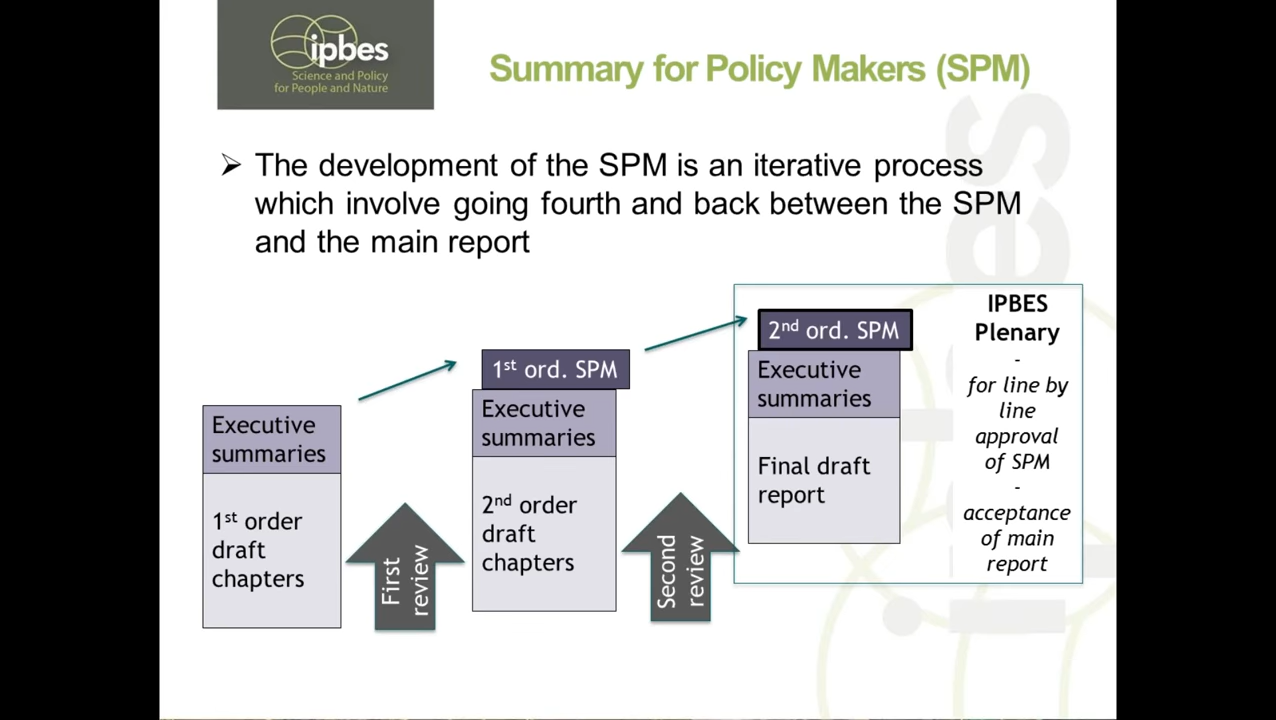 ipbes
Science and Policy
for People and Nature
Summary for Policy Makers (SPM)
➢ The development of the SPM is an iterative process
which involve going fourth and back between the SPM
and the main report
Executive
summaries
1st order
draft
chapters
First
review
1st ord. SPM
Executive
summaries
2nd order
draft
chapters
Second
review
2nd ord. SPM
Executive
summaries
Final draft
report
IPBES
Plenary
-
for line by
line
approval
of SPM
-
acceptance
of main
report
ipbes